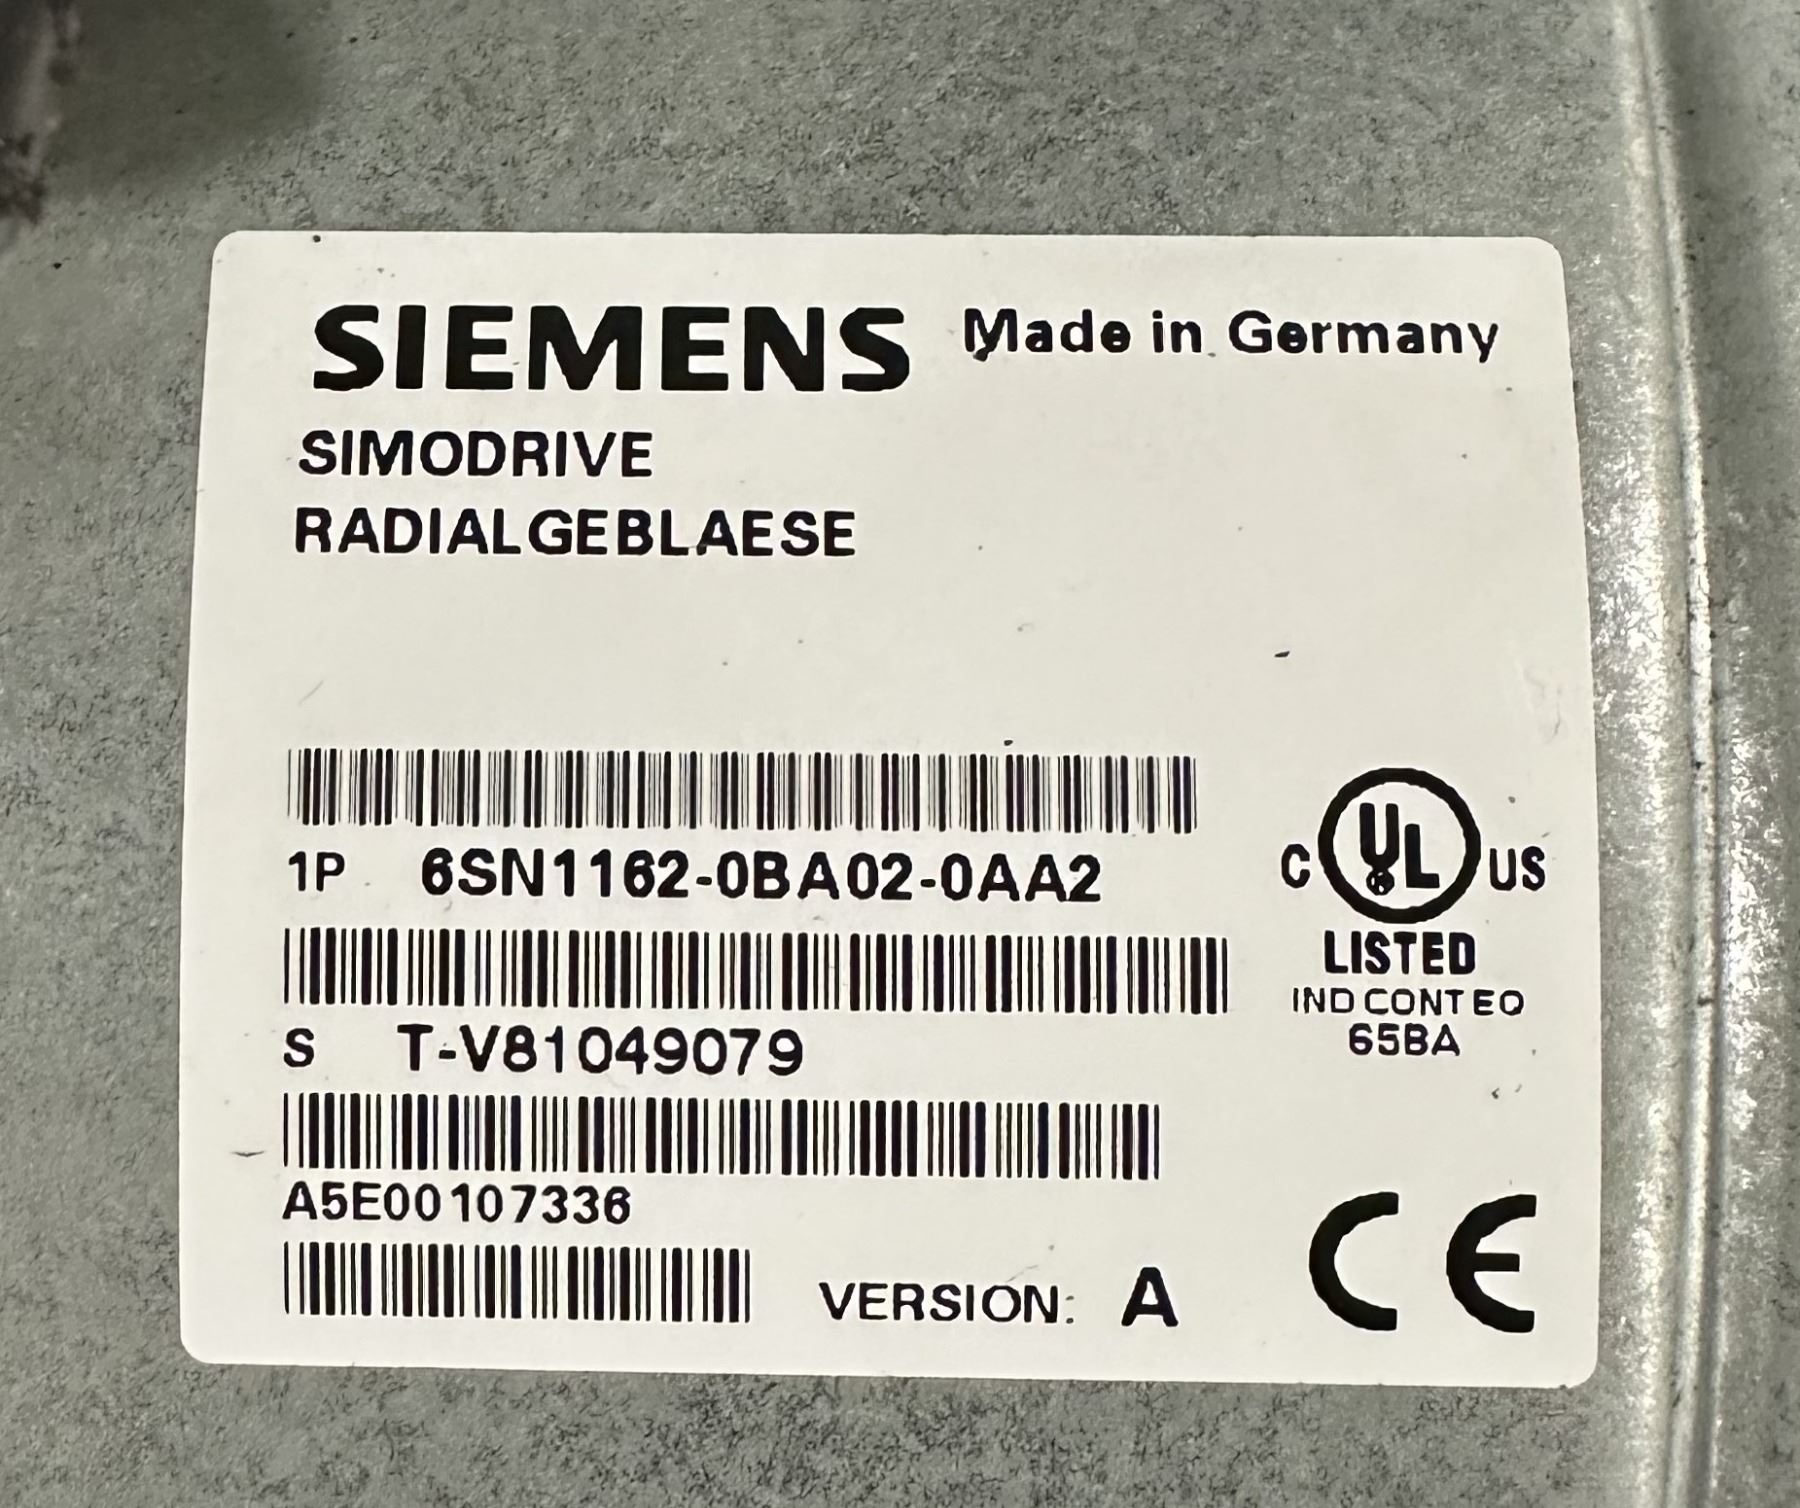 SIEMENS Made in Germany
SIMODRIVE
RADIALGEBLAESE
1P 6SN1162-0BA02-0AA2
S T-V81049079
A5E00107336
VERSION: A
C UL US
®
LISTED
IND CONT EQ
65BA
CE